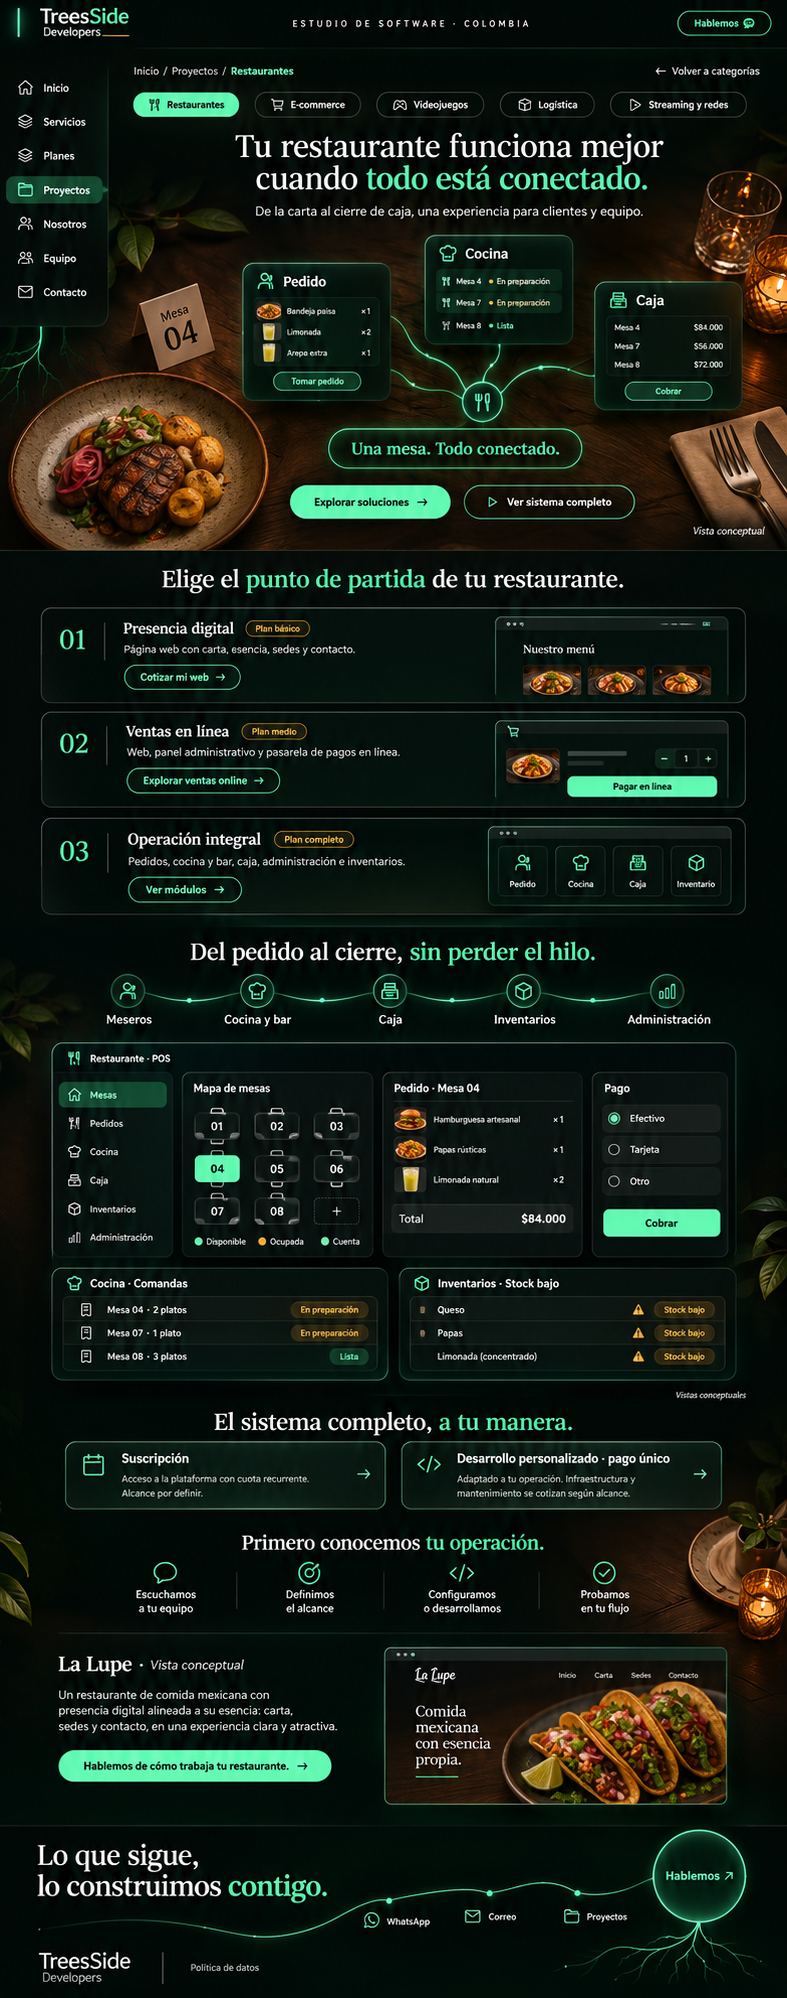 TreesSide
Developers
ESTUDIO DE SOFTWARE · COLOMBIA
Hablemos
Inicio
Servicios
Planes
Proyectos
Nosotros
Equipo
Contacto
Inicio / Proyectos / Restaurantes
← Volver a categorías
Restaurantes
E-commerce
Videojuegos
Logística
Streaming y redes
Tu restaurante funciona mejor
cuando todo está conectado.
De la carta al cierre de caja, una experiencia para clientes y equipo.
Mesa
04
Pedido
Bandeja paisa ×1
Limonada ×2
Arepa extra ×1
Tomar pedido
Cocina
Mesa 4 • En preparación
Mesa 7 • En preparación
Mesa 8 • Lista
Caja
Mesa 4 $84.000
Mesa 7 $56.000
Mesa 8 $72.000
Cobrar
Una mesa. Todo conectado.
Explorar soluciones →
Ver sistema completo
Vista conceptual
Elige el punto de partida de tu restaurante.
01
Presencia digital
Plan básico
Página web con carta, esencia, sedes y contacto.
Cotizar mi web →
Nuestro menú
02
Ventas en línea
Plan medio
Web, panel administrativo y pasarela de pagos en línea.
Explorar ventas online →
− 1 +
Pagar en línea
03
Operación integral
Plan completo
Pedidos, cocina y bar, caja, administración e inventarios.
Ver módulos →
Pedido
Cocina
Caja
Inventario
Del pedido al cierre, sin perder el hilo.
Meseros
Cocina y bar
Caja
Inventarios
Administración
Restaurante · POS
Mesas
Pedidos
Cocina
Caja
Inventarios
Administración
Mapa de mesas
01 02 03
04 05 06
07 08 +
Disponible
Ocupada
Cuenta
Pedido · Mesa 04
Hamburguesa artesanal ×1
Papas rústicas ×1
Limonada natural ×2
Total $84.000
Pago
Efectivo
Tarjeta
Otro
Cobrar
Cocina · Comandas
Mesa 04 · 2 platos En preparación
Mesa 07 · 1 plato En preparación
Mesa 08 · 3 platos Lista
Inventarios · Stock bajo
Queso Stock bajo
Papas Stock bajo
Limonada (concentrado) Stock bajo
Vistas conceptuales
El sistema completo, a tu manera.
Suscripción
Acceso a la plataforma con cuota recurrente.
Alcance por definir.
→
Desarrollo personalizado · pago único
Adaptado a tu operación. Infraestructura y
mantenimiento se cotizan según alcance.
→
Primero conocemos tu operación.
Escuchamos
a tu equipo
Definimos
el alcance
Configuramos
o desarrollamos
Probamos
en tu flujo
La Lupe · Vista conceptual
Un restaurante de comida mexicana con
presencia digital alineada a su esencia: carta,
sedes y contacto, en una experiencia clara y atractiva.
Hablemos de cómo trabaja tu restaurante. →
La Lupe
Inicio
Carta
Sedes
Contacto
Comida
mexicana
con esencia
propia.
Lo que sigue,
lo construimos contigo.
WhatsApp
Correo
Proyectos
Hablemos ↗
TreesSide
Developers
Política de datos